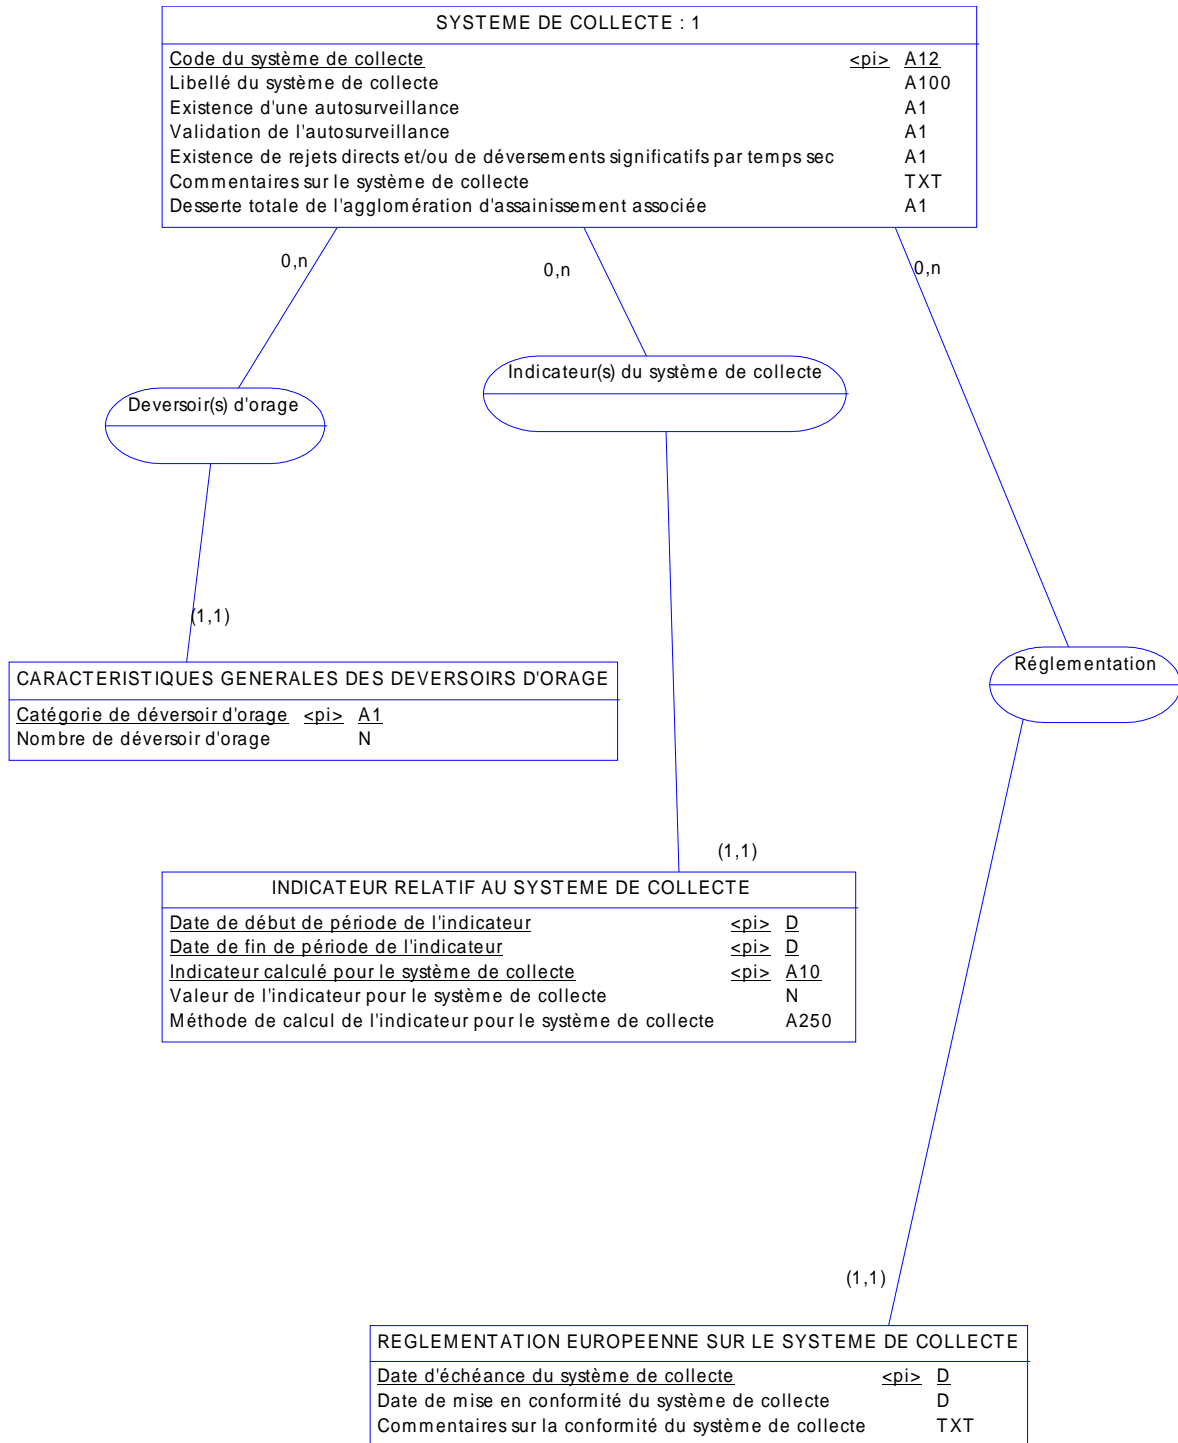 SYSTEME DE COLLECTE : 1
Code du système de collecte <pi> A12
Libellé du système de collecte A100
Existence d'une autosurveillance A1
Validation de l'autosurveillance A1
Existence de rejets directs et/ou de déversements significatifs par temps sec A1
Commentaires sur le système de collecte TXT
Desserte totale de l'agglomération d'assainissement associée A1
0,n
0,n
0,n
Deversoir(s) d'orage
Indicateur(s) du système de collecte
(1,1)
Réglementation
CARACTERISTIQUES GENERALES DES DEVERSOIRS D'ORAGE
Catégorie de déversoir d'orage <pi> A1
Nombre de déversoir d'orage N
(1,1)
INDICATEUR RELATIF AU SYSTEME DE COLLECTE
Date de début de période de l'indicateur <pi> D
Date de fin de période de l'indicateur <pi> D
Indicateur calculé pour le système de collecte <pi> A10
Valeur de l'indicateur pour le système de collecte N
Méthode de calcul de l'indicateur pour le système de collecte A250
(1,1)
REGLEMENTATION EUROPEENNE SUR LE SYSTEME DE COLLECTE
Date d'échéance du système de collecte <pi> D
Date de mise en conformité du système de collecte D
Commentaires sur la conformité du système de collecte TXT